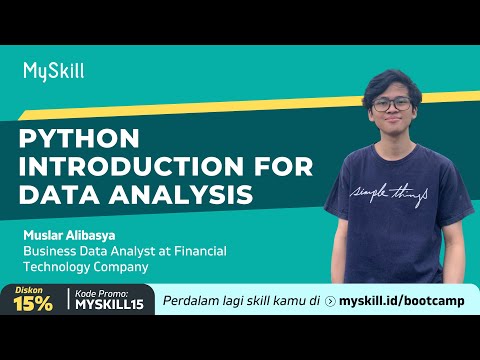 MySkill
PYTHON
INTRODUCTION FOR
DATA ANALYSIS
Muslar Alibasya
Business Data Analyst at Financial
Technology Company
simple things
Diskon
15%
Kode Promo:
MYSKILL15
Perdalam lagi skill kamu di myskill.id/bootcamp